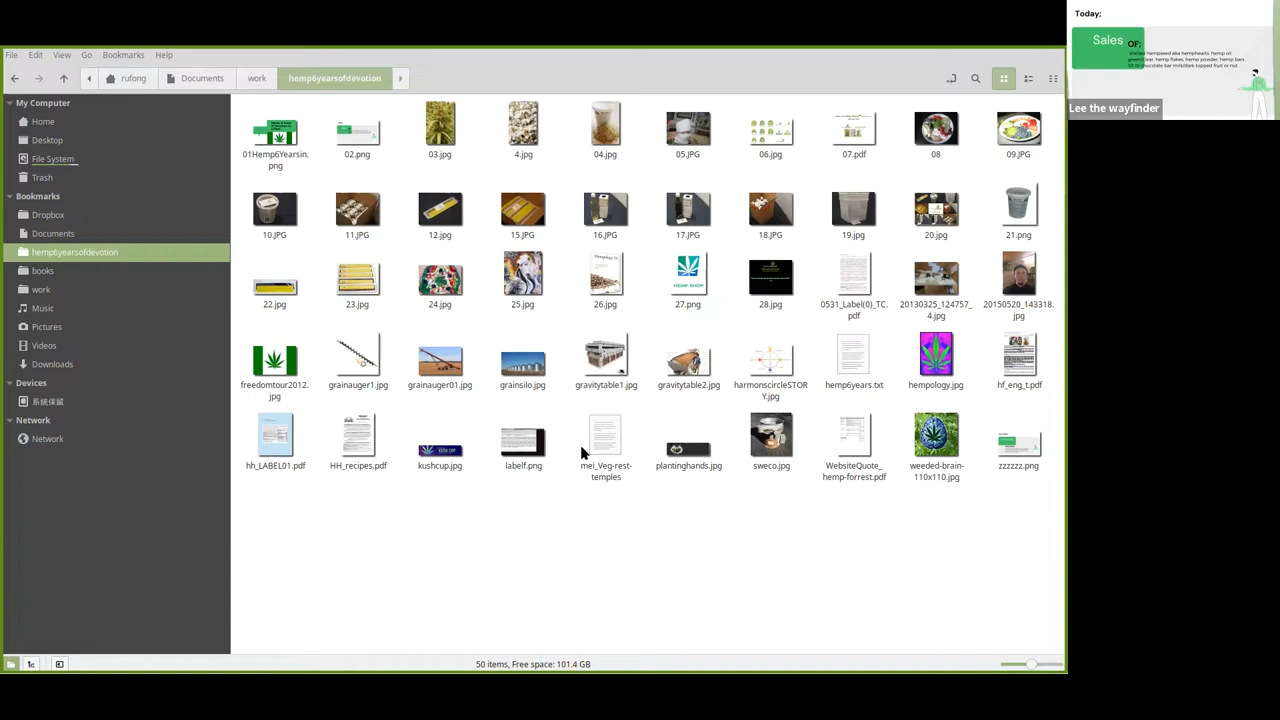 Today;
Sales
OF;
Lee the wayfinder
File Edit View Go Bookmarks Help
rufong Documents work hemp6yearsofdevotion
My Computer
Home
Desktop
File System
Trash
Bookmarks
Dropbox
Documents
hemp6yearsofdevotion
books
work
Music
Pictures
Videos
Downloads
Devices
系統保留
Network
Network
01Hemp6Yearsin.
png
02.png
03.jpg
4.jpg
04.jpg
05.JPG
06.jpg
07.pdf
08
09.JPG
10.JPG
11.JPG
12.jpg
15.JPG
16.JPG
17.JPG
18.JPG
19.jpg
20.jpg
21.png
22.jpg
23.jpg
24.jpg
25.jpg
26.jpg
27.png
28.jpg
0531_Label(0)_TC.
pdf
20130325_124757_
4.jpg
20150520_143318.
jpg
freedomtour2012.
jpg
grainauger1.jpg
grainauger01.jpg
grainsilo.jpg
gravitytable1.jpg
gravitytable2.jpg
harmonscircleSTOR
Y.jpg
hemp6years.txt
hempology.jpg
hf_eng_t.pdf
hh_LABEL01.pdf
HH_recipes.pdf
kushcup.jpg
labelf.png
mei_Veg-rest-
temples
plantinghands.jpg
sweco.jpg
WebsiteQuote_
hemp-forrest.pdf
weeded-brain-
110x110.jpg
zzzzzz.png
HEMP SHOP
50 items, Free space: 101.4 GB